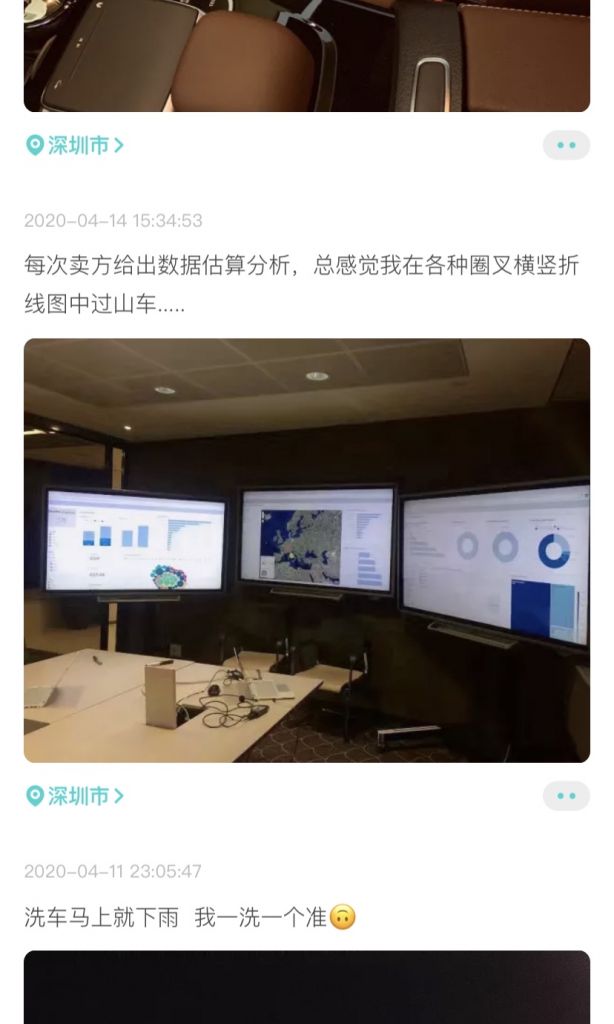 深圳市
2020-04-14 15:34:53
每次卖方给出数据估算分析，总感觉我在各种圈叉横竖折
线图中过山车.....
深圳市
2020-04-11 23:05:47
洗车马上就下雨 我一洗一个准🙃